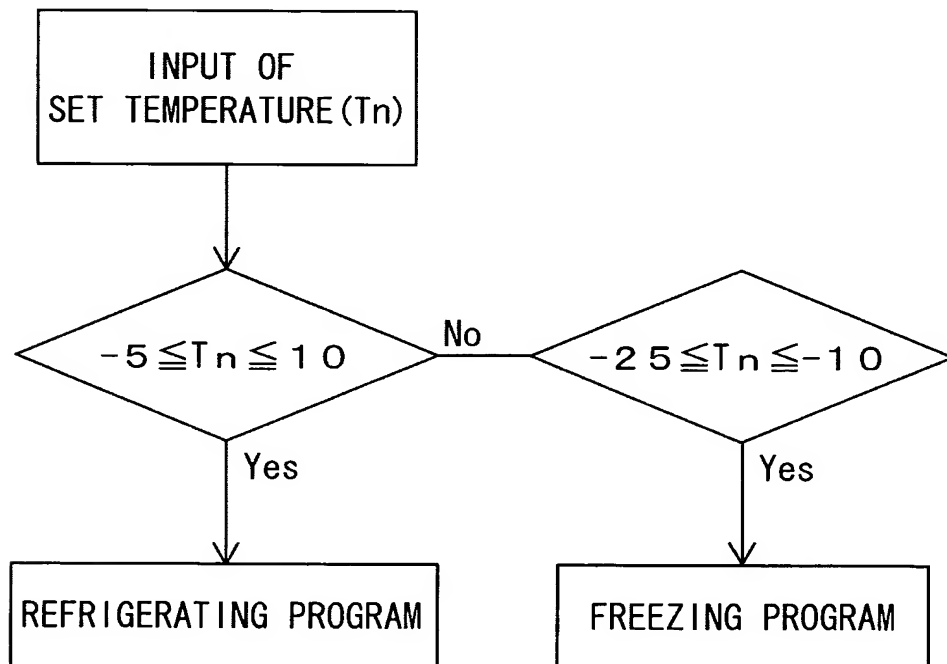 INPUT OF
SET TEMPERATURE(Tn)
-5≦Tn≦10
No
-25≦Tn≦-10
Yes
Yes
REFRIGERATING PROGRAM
FREEZING PROGRAM